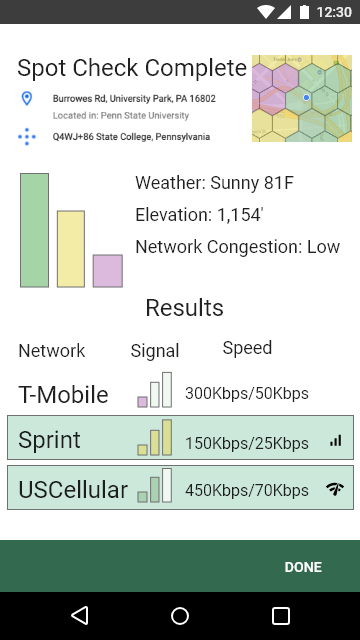 12:30
Spot Check Complete
Burrowes Rd, University Park, PA 16802
Located in: Penn State University
Q4WJ+86 State College, Pennsylvania
Weather: Sunny 81F
Elevation: 1,154'
Network Congestion: Low
Results
Network Signal Speed
T-Mobile 300Kbps/50Kbps
Sprint 150Kbps/25Kbps
USCellular 450Kbps/70Kbps
DONE